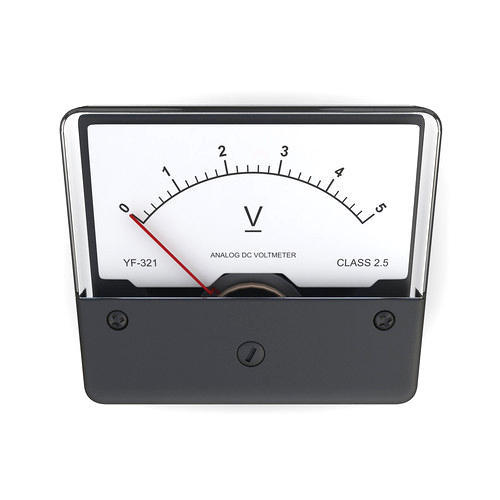 0 1 2 3 4 5
V
ANALOG DC VOLTMETER
YF-321 CLASS 2.5